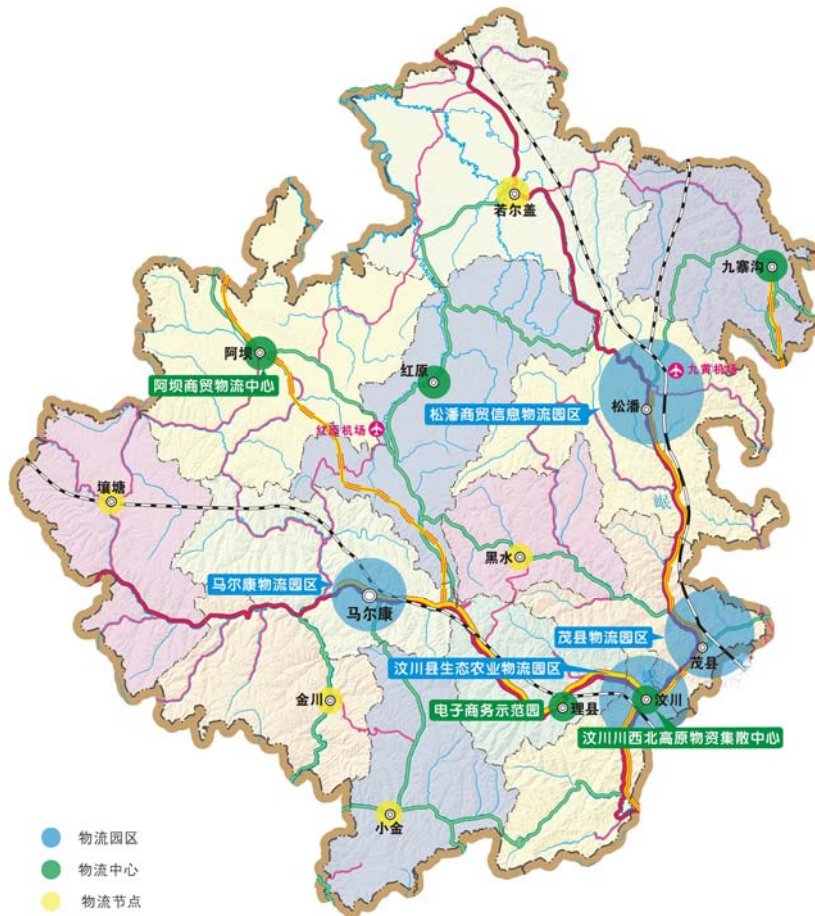 若尔盖
九寨沟
阿坝
阿坝商贸物流中心
红原
九黄机场
松潘
松潘商贸信息物流园区
红原机场
壤塘
岷
黑水
马尔康物流园区
马尔康
茂县物流园区
茂县
汶川县生态农业物流园区
金川
电子商务示范园
理县
汶川
汶川川西北高原物资集散中心
小金
物流园区
物流中心
物流节点